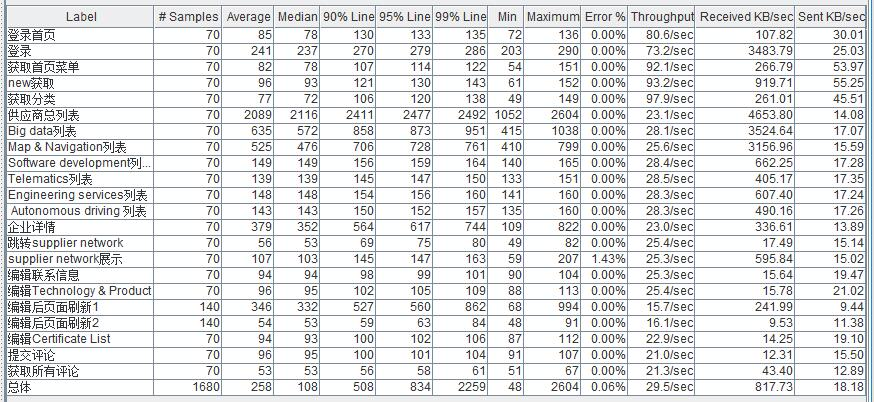 Label # Samples Average Median 90% Line 95% Line 99% Line Min Maximum Error % Throughput Received KB/sec Sent KB/sec
登录首页 70 85 78 130 133 135 72 136 0.00% 80.6/sec 107.82 30.01
登录 70 241 237 270 279 286 203 290 0.00% 73.2/sec 3483.79 25.03
获取首页菜单 70 82 78 107 114 122 54 151 0.00% 92.1/sec 266.79 53.97
new获取 70 96 93 121 130 143 61 152 0.00% 93.2/sec 919.71 55.25
获取分类 70 77 72 106 120 138 49 149 0.00% 97.9/sec 261.01 45.51
供应商总列表 70 2089 2116 2411 2477 2492 1052 2604 0.00% 23.1/sec 4653.80 14.08
Big data列表 70 635 572 858 873 951 415 1038 0.00% 28.1/sec 3524.64 17.07
Map & Navigation列表 70 525 476 706 728 761 410 799 0.00% 25.6/sec 3156.96 15.59
Software development列... 70 149 149 156 159 164 140 165 0.00% 28.4/sec 662.25 17.28
Telematics列表 70 139 139 145 147 150 133 151 0.00% 28.5/sec 405.17 17.35
Engineering services列表 70 148 148 154 156 160 141 160 0.00% 28.3/sec 607.40 17.24
Autonomous driving 列表 70 143 143 150 152 157 135 160 0.00% 28.3/sec 490.16 17.26
企业详情 70 379 352 564 617 744 109 822 0.00% 23.0/sec 336.61 13.89
跳转supplier network 70 56 53 69 75 80 49 82 0.00% 25.4/sec 17.49 15.14
supplier network展示 70 107 103 145 147 163 59 207 1.43% 25.3/sec 595.84 15.02
编辑联系信息 70 94 94 98 99 101 90 104 0.00% 25.3/sec 15.64 19.47
编辑Technology & Product 70 96 95 102 105 109 88 113 0.00% 25.4/sec 15.78 21.02
编辑后页面刷新1 140 346 332 527 560 862 68 994 0.00% 15.7/sec 241.99 9.44
编辑后页面刷新2 140 54 53 59 63 84 48 91 0.00% 16.1/sec 9.53 11.38
编辑Certificate List 70 94 93 100 102 106 87 112 0.00% 22.9/sec 14.25 19.10
提交评论 70 96 95 100 101 104 91 107 0.00% 21.0/sec 12.31 15.50
获取所有评论 70 53 53 56 58 61 51 67 0.00% 21.3/sec 43.40 12.89
总体 1680 258 108 508 834 2259 48 2604 0.06% 29.5/sec 817.73 18.18